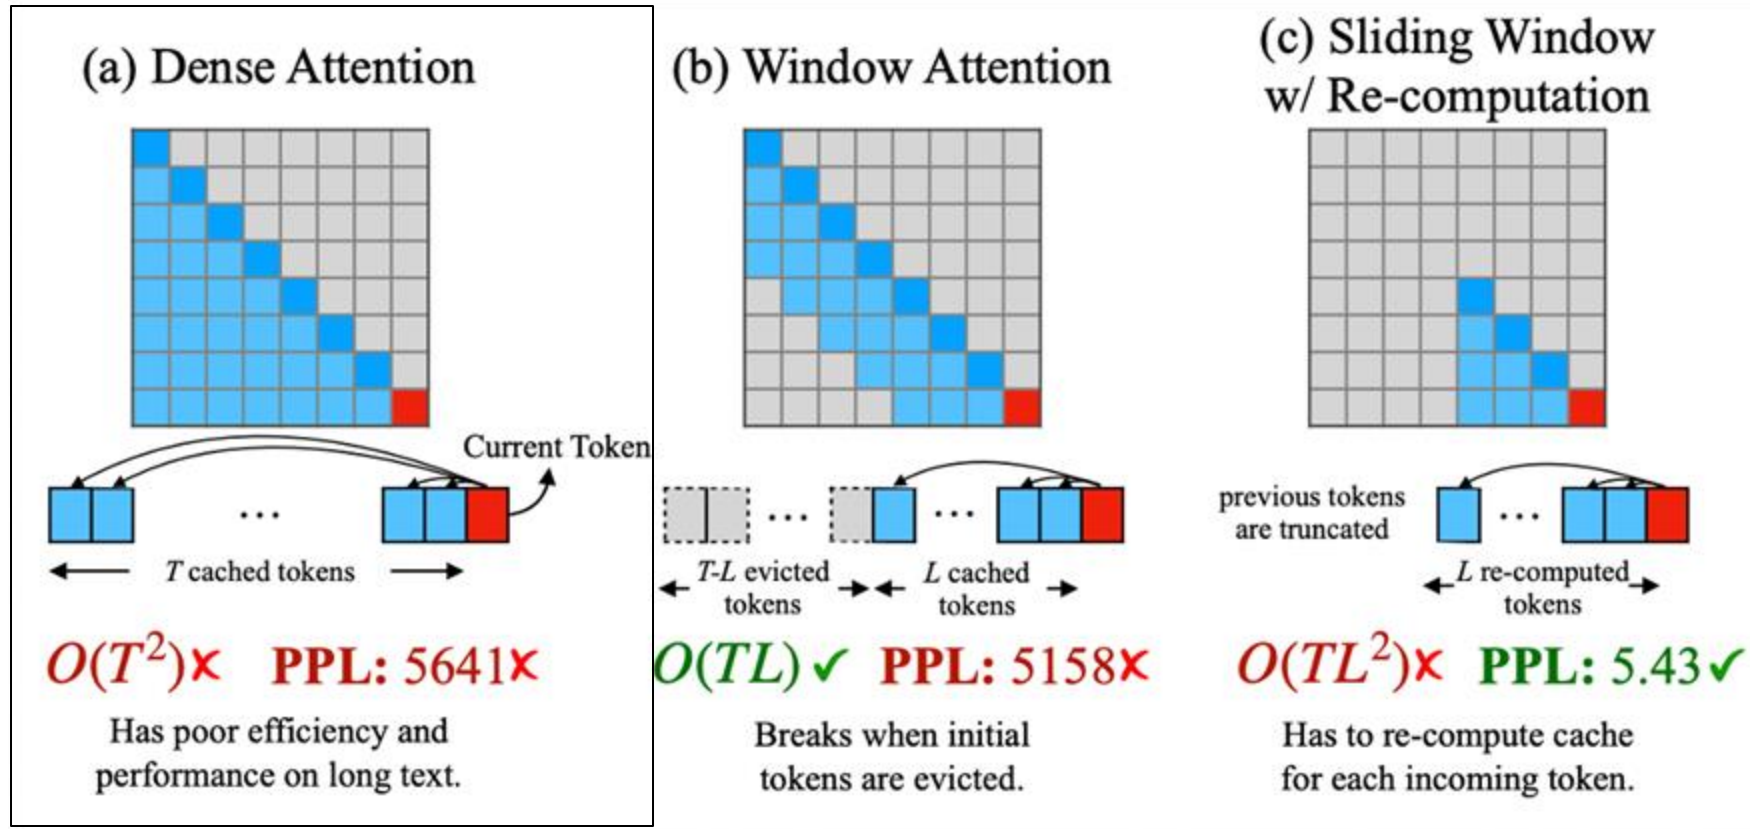 (a) Dense Attention
Current Token
...
T cached tokens
O(T²)✗ PPL: 5641✗
Has poor efficiency and
performance on long text.
(b) Window Attention
... ...
T-L evicted
tokens
L cached
tokens
O(TL)✓ PPL: 5158✗
Breaks when initial
tokens are evicted.
(c) Sliding Window
w/ Re-computation
previous tokens
are truncated
...
L re-computed
tokens
O(TL²)✗ PPL: 5.43✓
Has to re-compute cache
for each incoming token.